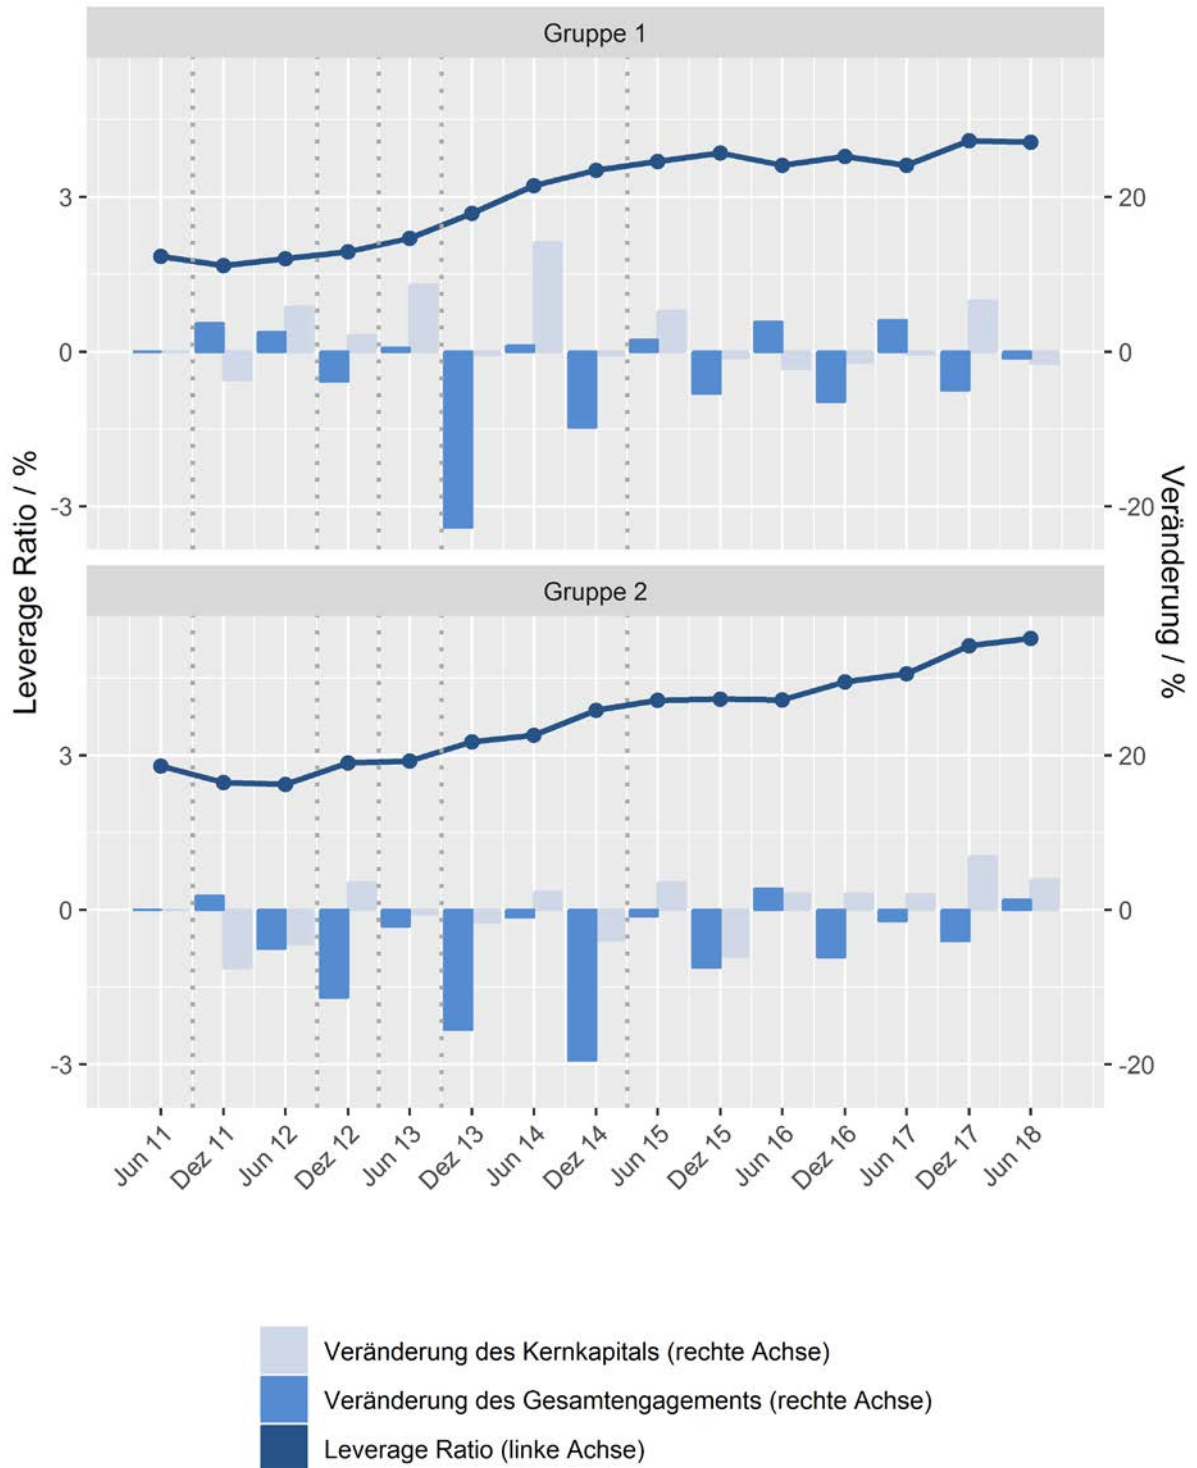 Gruppe 1
3
0
-3
20
0
-20
Leverage Ratio / %
Veränderung / %
Gruppe 2
3
0
-3
20
0
-20
Jun 11
Dez 11
Jun 12
Dez 12
Jun 13
Dez 13
Jun 14
Dez 14
Jun 15
Dez 15
Jun 16
Dez 16
Jun 17
Dez 17
Jun 18
Veränderung des Kernkapitals (rechte Achse)
Veränderung des Gesamtengagements (rechte Achse)
Leverage Ratio (linke Achse)